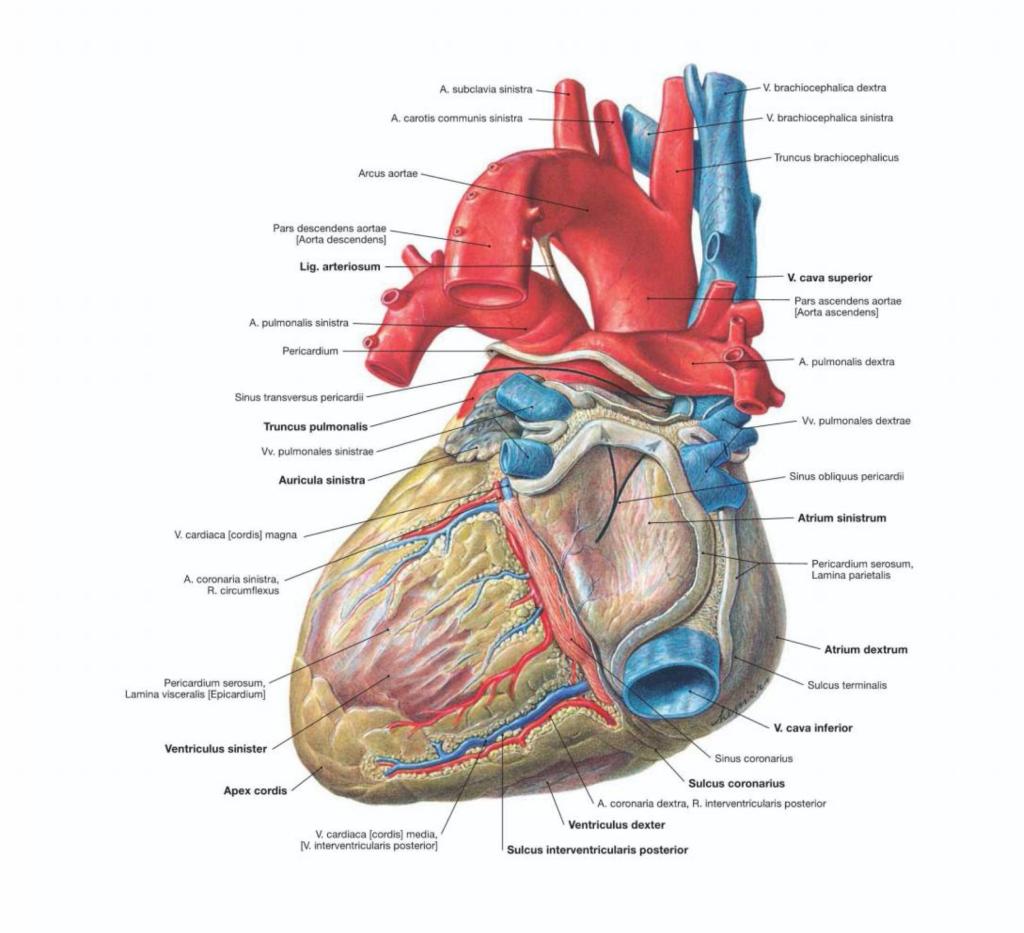 A. subclavia sinistra
A. carotis communis sinistra
Arcus aortae
Pars descendens aortae
[Aorta descendens]
Lig. arteriosum
A. pulmonalis sinistra
Pericardium
Sinus transversus pericardii
Truncus pulmonalis
Vv. pulmonales sinistrae
Auricula sinistra
V. cardiaca [cordis] magna
A. coronaria sinistra,
R. circumflexus
Pericardium serosum,
Lamina visceralis [Epicardium]
Ventriculus sinister
Apex cordis
V. cardiaca [cordis] media,
[V. interventricularis posterior]
V. brachiocephalica dextra
V. brachiocephalica sinistra
Truncus brachiocephalicus
V. cava superior
Pars ascendens aortae
[Aorta ascendens]
A. pulmonalis dextra
Vv. pulmonales dextrae
Sinus obliquus pericardii
Atrium sinistrum
Pericardium serosum,
Lamina parietalis
Atrium dextrum
Sulcus terminalis
V. cava inferior
Sinus coronarius
Sulcus coronarius
A. coronaria dextra, R. interventricularis posterior
Ventriculus dexter
Sulcus interventricularis posterior